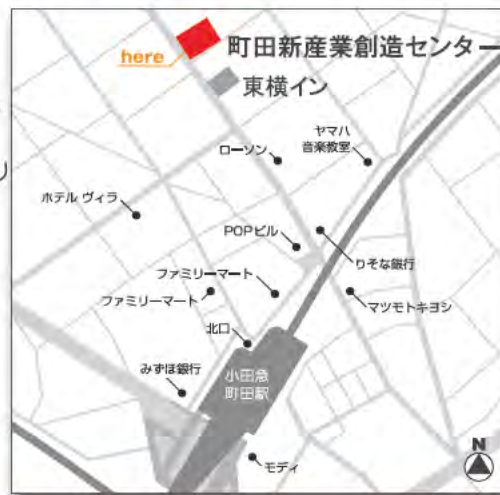 here
町田新産業創造センター
東横イン
ヤマハ
音楽教室
ローソン
ホテル ヴィラ
POPビル
りそな銀行
ファミリーマート
ファミリーマート
マツモトキヨシ
北口
みずほ銀行
小田急
町田駅
モディ
N